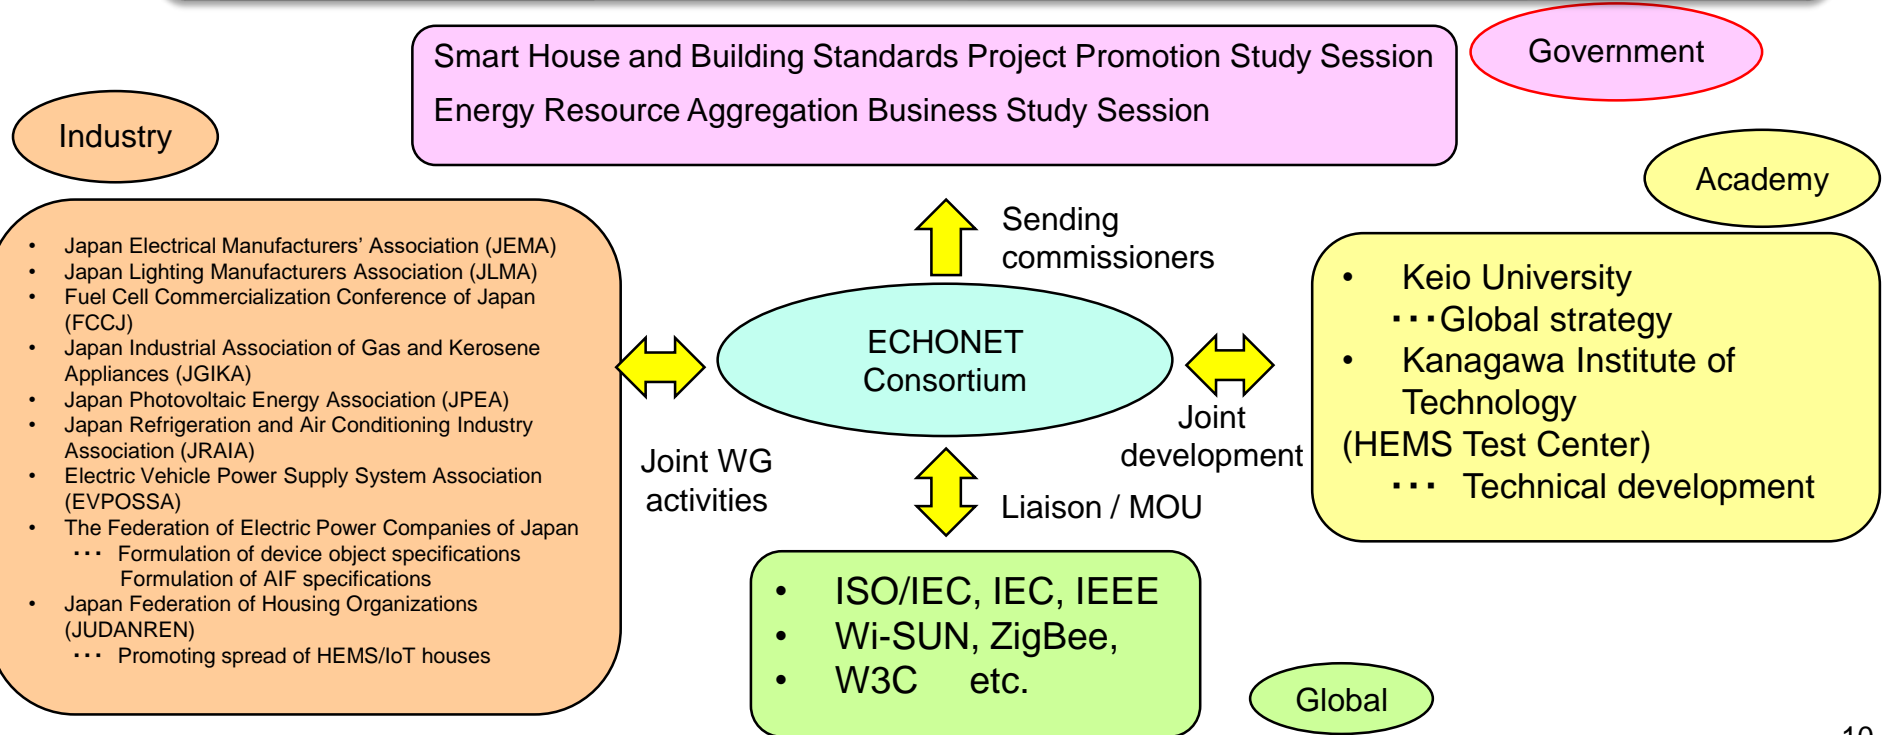 Smart House and Building Standards Project Promotion Study Session
Energy Resource Aggregation Business Study Session
Government
Industry
Academy
• Japan Electrical Manufacturers’ Association (JEMA)
• Japan Lighting Manufacturers Association (JLMA)
• Fuel Cell Commercialization Conference of Japan
(FCCJ)
• Japan Industrial Association of Gas and Kerosene
Appliances (JGIKA)
• Japan Photovoltaic Energy Association (JPEA)
• Japan Refrigeration and Air Conditioning Industry
Association (JRAIA)
• Electric Vehicle Power Supply System Association
(EVPOSSA)
• The Federation of Electric Power Companies of Japan
・・・ Formulation of device object specifications
Formulation of AIF specifications
• Japan Federation of Housing Organizations
(JUDANREN)
・・・ Promoting spread of HEMS/IoT houses
Sending
commissioners
ECHONET
Consortium
Joint WG
activities
Joint
development
Liaison / MOU
• Keio University
・・・Global strategy
• Kanagawa Institute of
Technology
(HEMS Test Center)
・・・ Technical development
• ISO/IEC, IEC, IEEE
• Wi-SUN, ZigBee,
• W3C etc.
Global
10